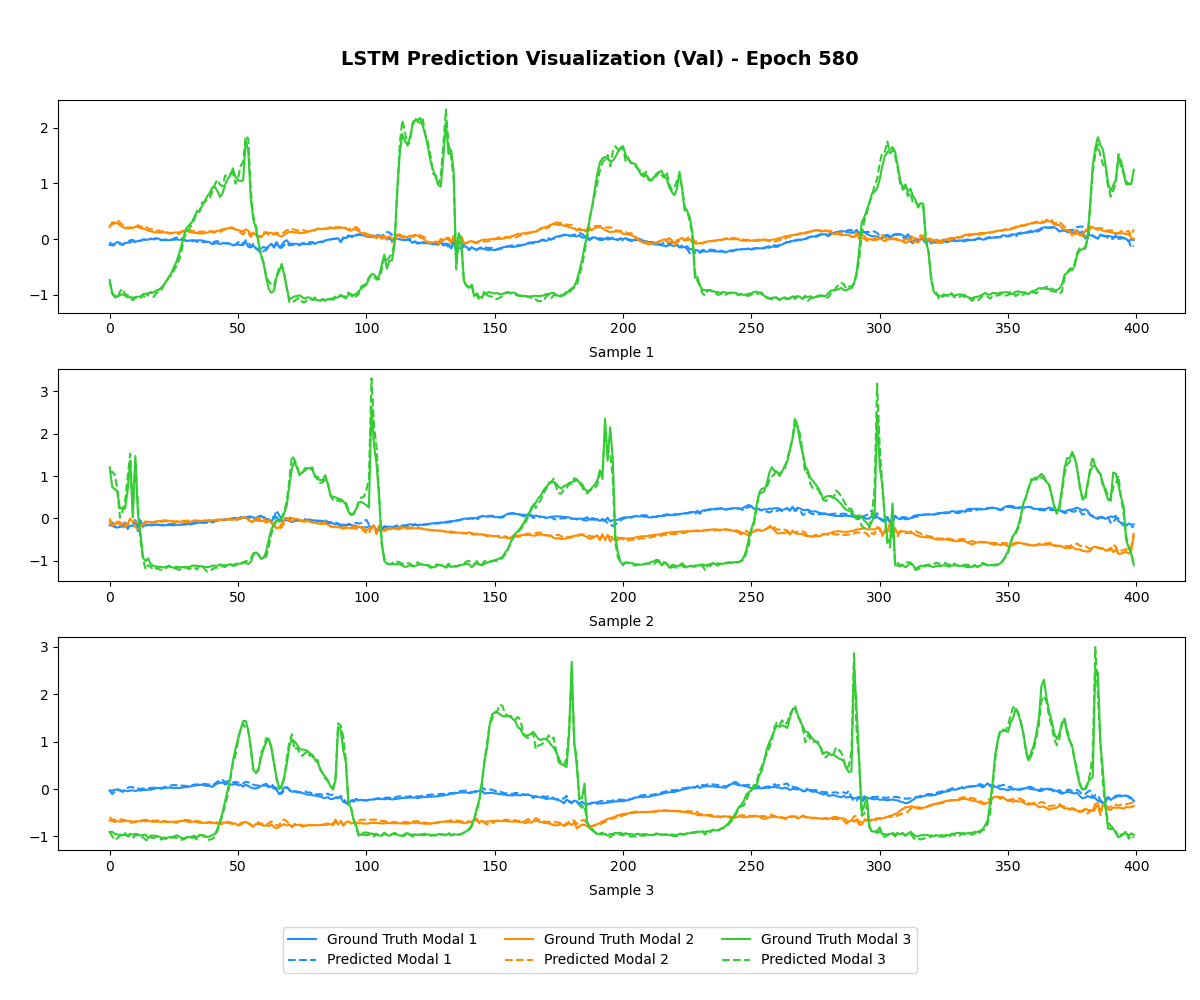 LSTM Prediction Visualization (Val) - Epoch 580
2
1
0
−1
0 50 100 150 200 250 300 350 400
Sample 1
3
2
1
0
−1
0 50 100 150 200 250 300 350 400
Sample 2
3
2
1
0
−1
0 50 100 150 200 250 300 350 400
Sample 3
Ground Truth Modal 1 Ground Truth Modal 2 Ground Truth Modal 3
Predicted Modal 1 Predicted Modal 2 Predicted Modal 3